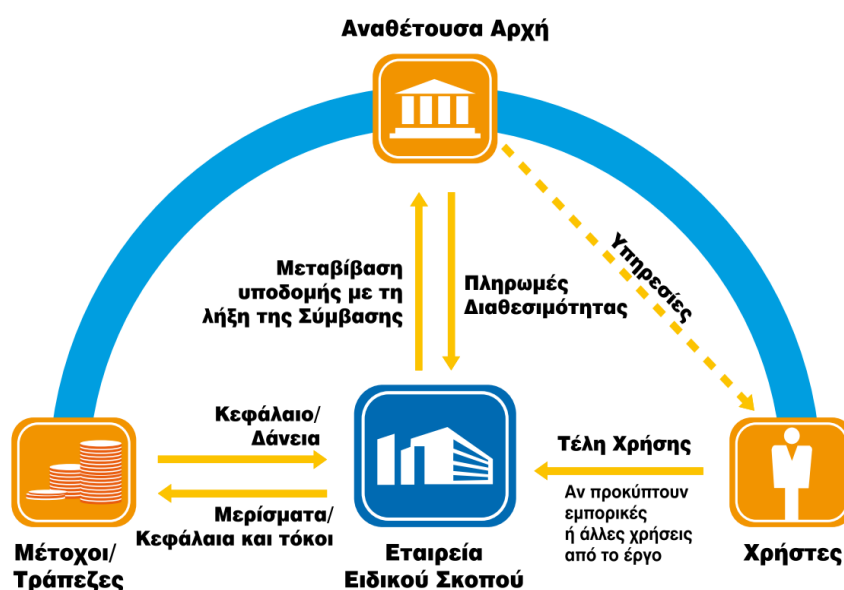 Αναθέτουσα Αρχή
Μεταβίβαση
υποδομής με τη
λήξη της Σύμβασης
Πληρωμές
Διαθεσιμότητας
Υπηρεσίες
Κεφάλαιο/
Δάνεια
Μερίσματα/
Κεφάλαια και τόκοι
Τέλη Χρήσης
Αν προκύπτουν
εμπορικές
ή άλλες χρήσεις
από το έργο
Μέτοχοι/
Τράπεζες
Εταιρεία
Ειδικού Σκοπού
Χρήστες